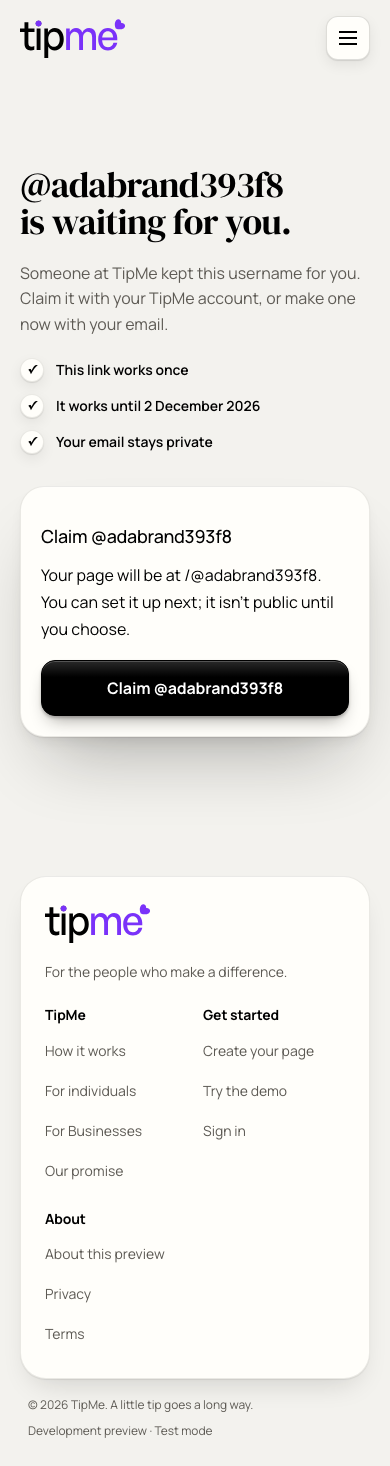 tipme
@adabrand393f8
is waiting for you.
Someone at TipMe kept this username for you.
Claim it with your TipMe account, or make one
now with your email.
✓ This link works once
✓ It works until 2 December 2026
✓ Your email stays private
Claim @adabrand393f8
Your page will be at /@adabrand393f8.
You can set it up next; it isn't public until
you choose.
Claim @adabrand393f8
tipme
For the people who make a difference.
TipMe
How it works
For individuals
For Businesses
Our promise
Get started
Create your page
Try the demo
Sign in
About
About this preview
Privacy
Terms
© 2026 TipMe. A little tip goes a long way.
Development preview · Test mode